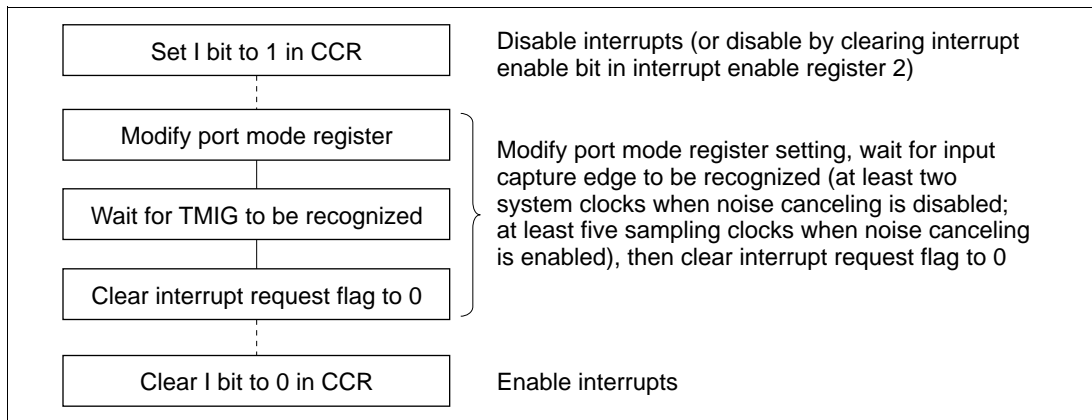 Set I bit to 1 in CCR
Disable interrupts (or disable by clearing interrupt
enable bit in interrupt enable register 2)
Modify port mode register
Wait for TMIG to be recognized
Clear interrupt request flag to 0
Modify port mode register setting, wait for input
capture edge to be recognized (at least two
system clocks when noise canceling is disabled;
at least five sampling clocks when noise canceling
is enabled), then clear interrupt request flag to 0
Clear I bit to 0 in CCR
Enable interrupts